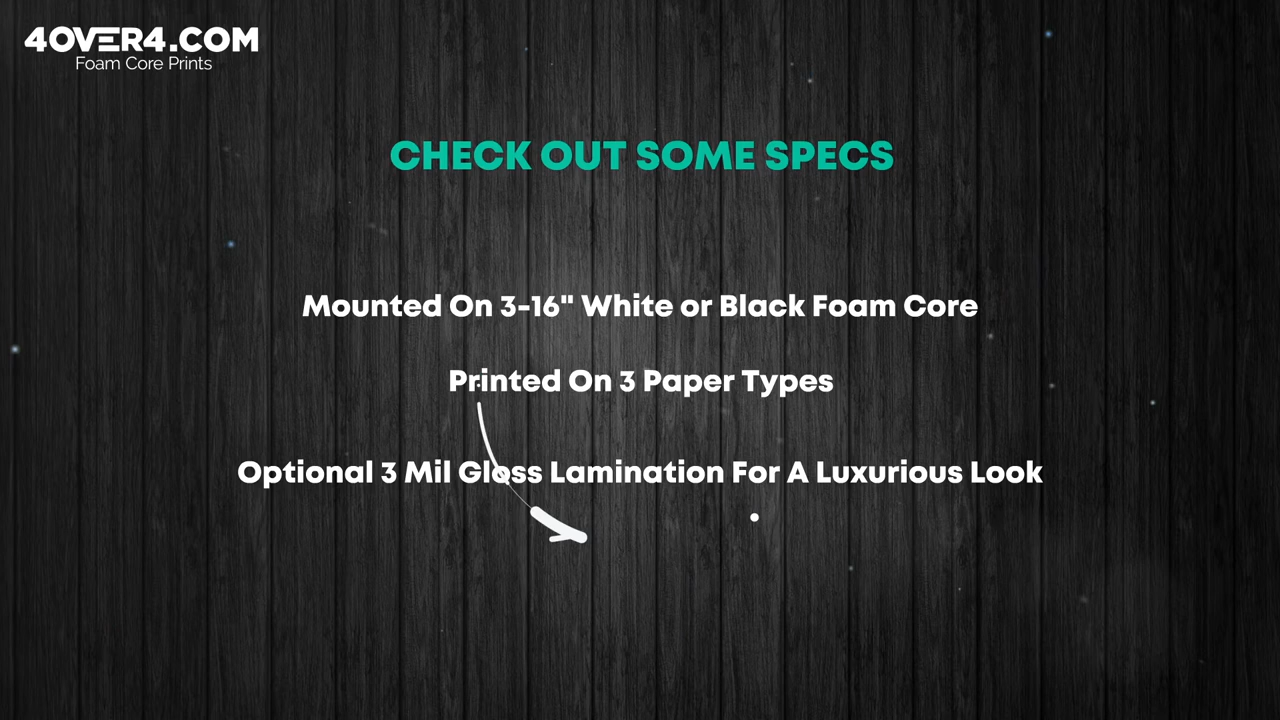 4OVER4.COM
Foam Core Prints
CHECK OUT SOME SPECS
Mounted On 3-16" White or Black Foam Core
Printed On 3 Paper Types
Optional 3 Mil Gloss Lamination For A Luxurious Look